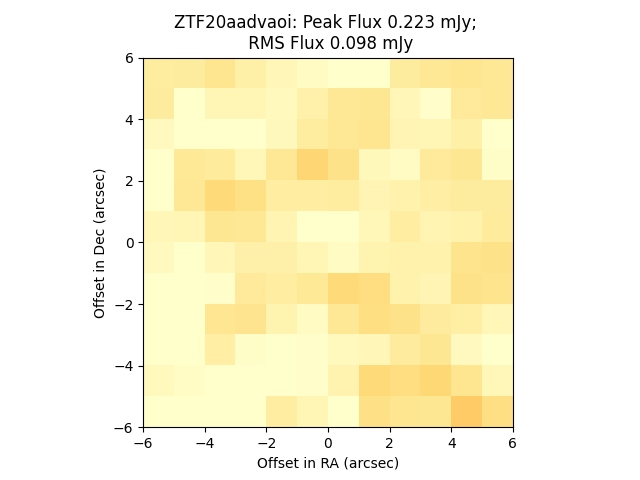 ZTF20aadvaoi: Peak Flux 0.223 mJy;
RMS Flux 0.098 mJy
6
4
2
0
−2
−4
−6
Offset in Dec (arcsec)
−6 −4 −2 0 2 4 6
Offset in RA (arcsec)